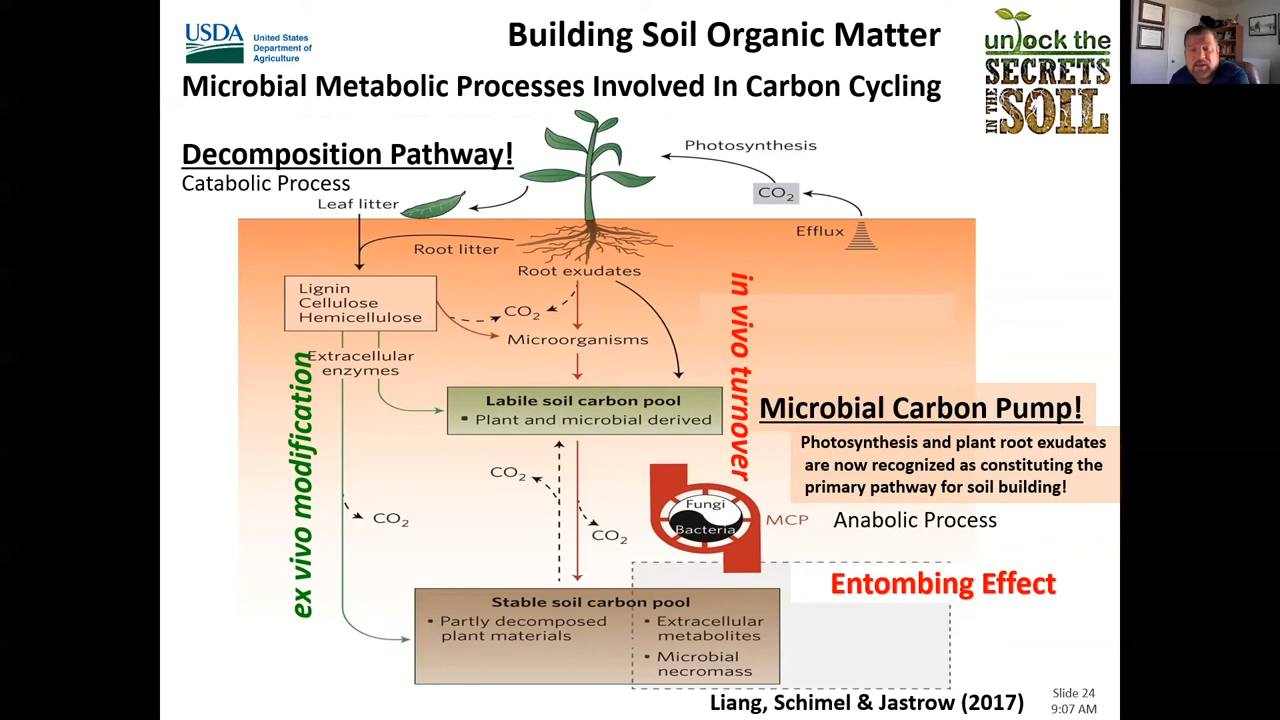 USDA
United States
Department of
Agriculture
Building Soil Organic Matter
unlock the
SECRETS
IN THE
SOIL
Microbial Metabolic Processes Involved In Carbon Cycling
Decomposition Pathway!
Catabolic Process
Photosynthesis
CO₂
Leaf litter
Efflux
Root litter
Root exudates
Lignin
Cellulose
Hemicellulose
CO₂
Microorganisms
Extracellular
enzymes
ex vivo modification
in vivo turnover
Labile soil carbon pool
▪ Plant and microbial derived
Microbial Carbon Pump!
Photosynthesis and plant root exudates
are now recognized as constituting the
primary pathway for soil building!
CO₂
CO₂
CO₂
Fungi
Bacteria
MCP
Anabolic Process
Entombing Effect
Stable soil carbon pool
• Partly decomposed
plant materials
• Extracellular
metabolites
• Microbial
necromass
Liang, Schimel & Jastrow (2017)
Slide 24
9:07 AM